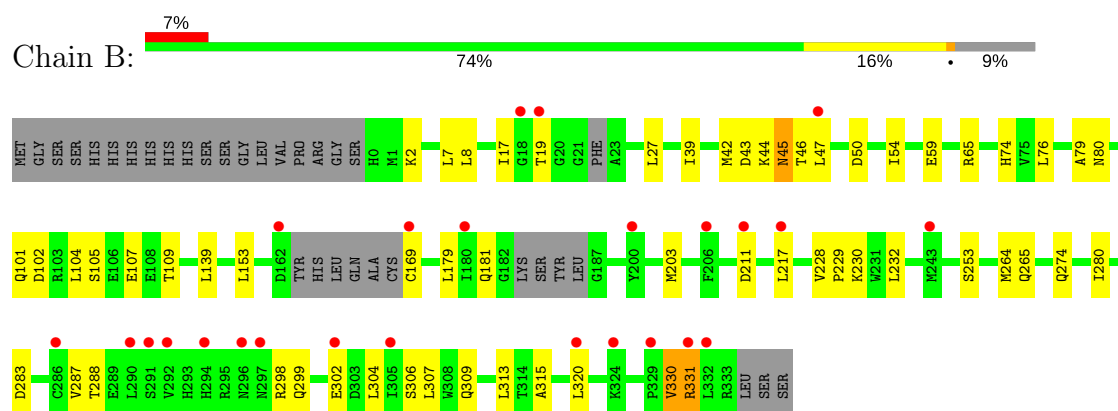 7%
Chain B:
74% 16% • 9%
MET GLY SER SER HIS HIS HIS HIS HIS HIS SER SER GLY LEU VAL PRO ARG GLY SER H0 M1 K2 L7 L8 I17 G18 T19 G20 G21 PHE A23 L27 I39 M42 D43 K44 N45 T46 L47 D50 I54 E59 R65 H74 V75 L76 A79 N80
Q101 D102 R103 L104 S105 E106 E107 E108 T109 L139 L153 D162 TYR HIS LEU GLN ALA CYS C169 L179 I180 Q181 G182 LYS SER TYR LEU G187 Y200 M203 F206 D211 L217 V228 P229 K230 W231 L232 M243 S253 M264 Q265 Q274 I280
D283 C286 V287 T288 E289 L290 S291 V292 H293 H294 R295 N296 N297 R298 Q299 E302 D303 L304 I305 S306 L307 W308 Q309 L313 T314 A315 L320 K324 P329 V330 R331 L332 R333 LEU SER SER